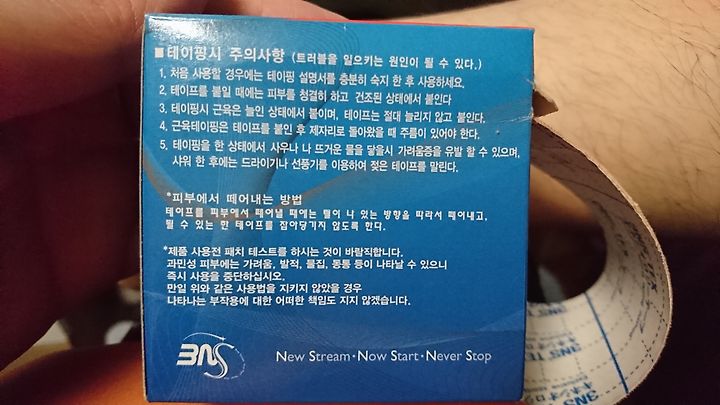 ■테이핑시 주의사항 (트러블을 일으키는 원인이 될 수 있다.)
1. 처음 사용할 경우에는 테이핑 설명서를 충분히 숙지 한 후 사용하세요.
2. 테이프를 붙일 때에는 피부를 청결히 하고 건조된 상태에서 붙인다
3. 테이핑시 근육은 늘인 상태에서 붙이며, 테이프는 절대 늘리지 않고 붙인다.
4. 근육테이핑은 테이프를 붙인 후 제자리로 돌아왔을 때 주름이 있어야 한다.
5. 테이핑을 한 상태에서 사우나 나 뜨거운 물을 닿을시 가려움증을 유발 할 수 있으며,
샤워 한 후에는 드라이기나 선풍기를 이용하여 젖은 테이프를 말린다.
*피부에서 떼어내는 방법
테이프를 피부에서 떼어낼 때에는 털이 나 있는 방향을 따라서 떼어내고,
될 수 있는 한 테이프를 잡아당기지 않도록 한다.
*제품 사용전 패치 테스트를 하시는 것이 바람직합니다.
과민성 피부에는 가려움, 발적, 물집, 통통 등이 나타날 수 있으니
즉시 사용을 중단하십시오.
만일 위와 같은 사용법을 지키지 않았을 경우
나타나는 부작용에 대한 어떠한 책임도 지지 않겠습니다.
BNS
New Stream・Now Start・Never Stop
BNS TE
BNS